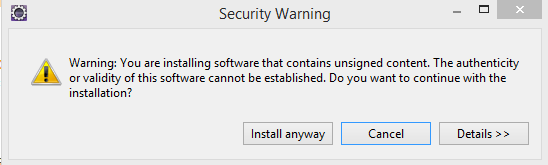 Security Warning
Warning: You are installing software that contains unsigned content. The authenticity
or validity of this software cannot be established. Do you want to continue with the
installation?
Install anyway Cancel Details >>